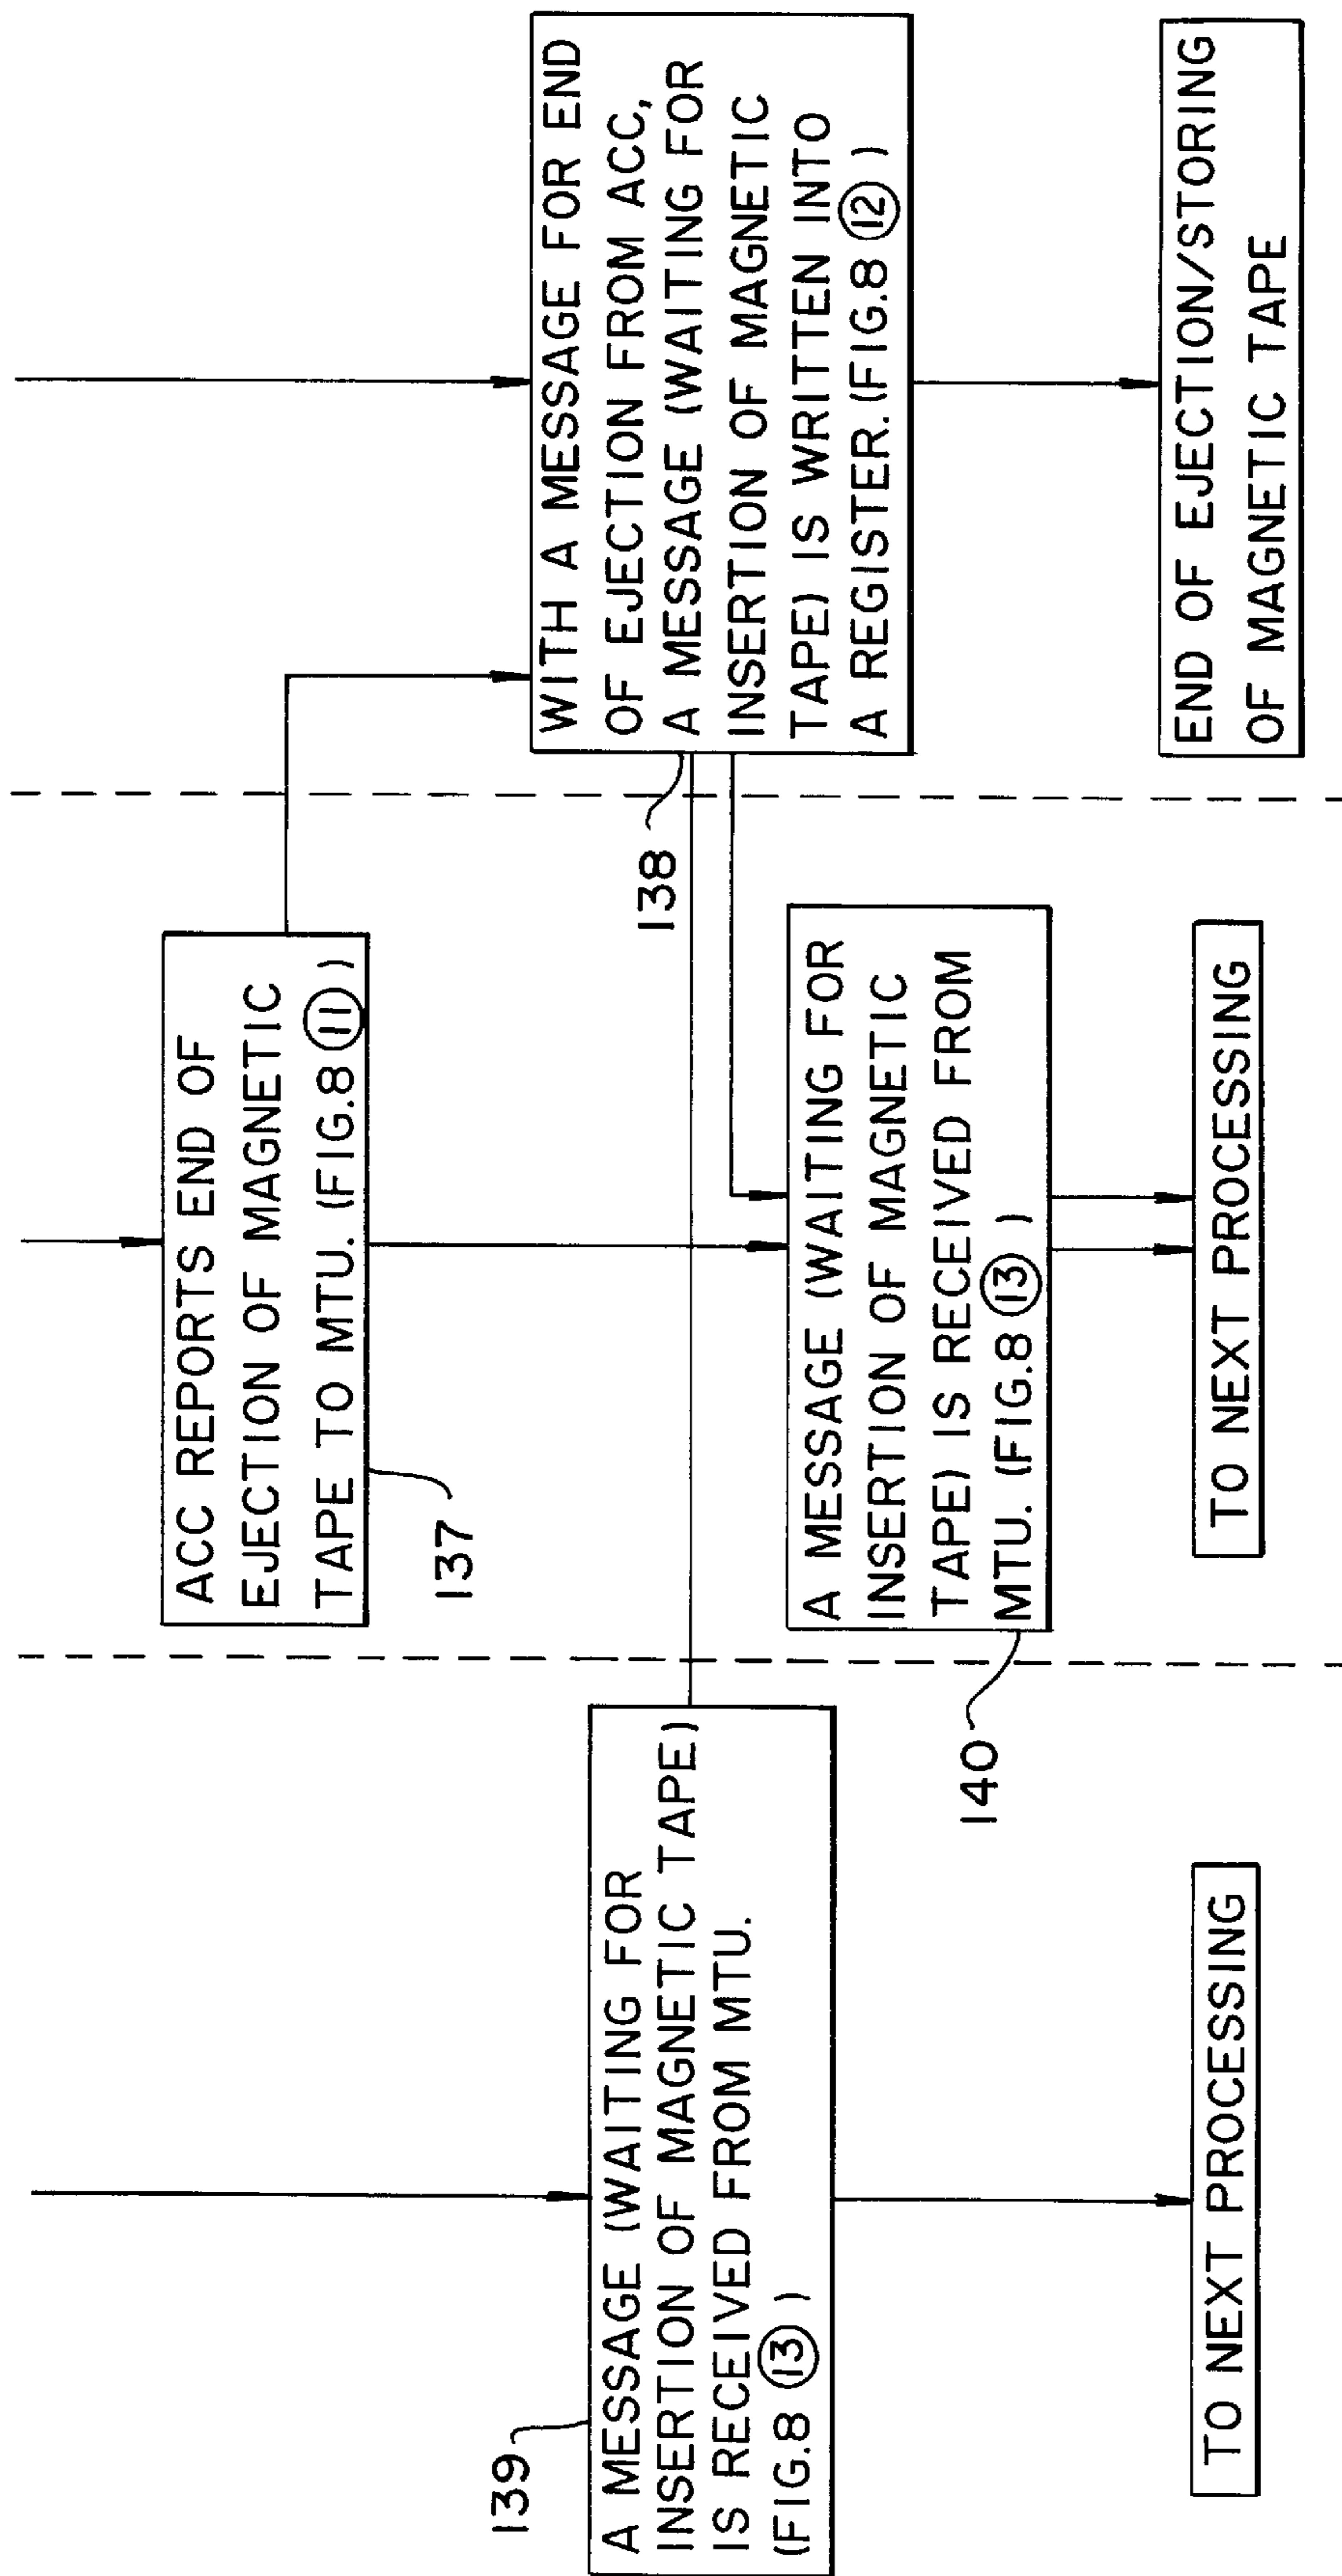 139
A MESSAGE (WAITING FOR
INSERTION OF MAGNETIC TAPE)
IS RECEIVED FROM MTU.
(FIG.8 ⑬ )
TO NEXT PROCESSING
ACC REPORTS END OF
EJECTION OF MAGNETIC
TAPE TO MTU. (FIG.8 ⑪ )
137
A MESSAGE (WAITING FOR
INSERTION OF MAGNETIC
TAPE) IS RECEIVED FROM
MTU. (FIG.8 ⑬ )
140
TO NEXT PROCESSING
WITH A MESSAGE FOR END
OF EJECTION FROM ACC,
A MESSAGE (WAITING FOR
INSERTION OF MAGNETIC
TAPE) IS WRITTEN INTO
A REGISTER. (FIG.8 ⑫ )
138
END OF EJECTION/STORING
OF MAGNETIC TAPE